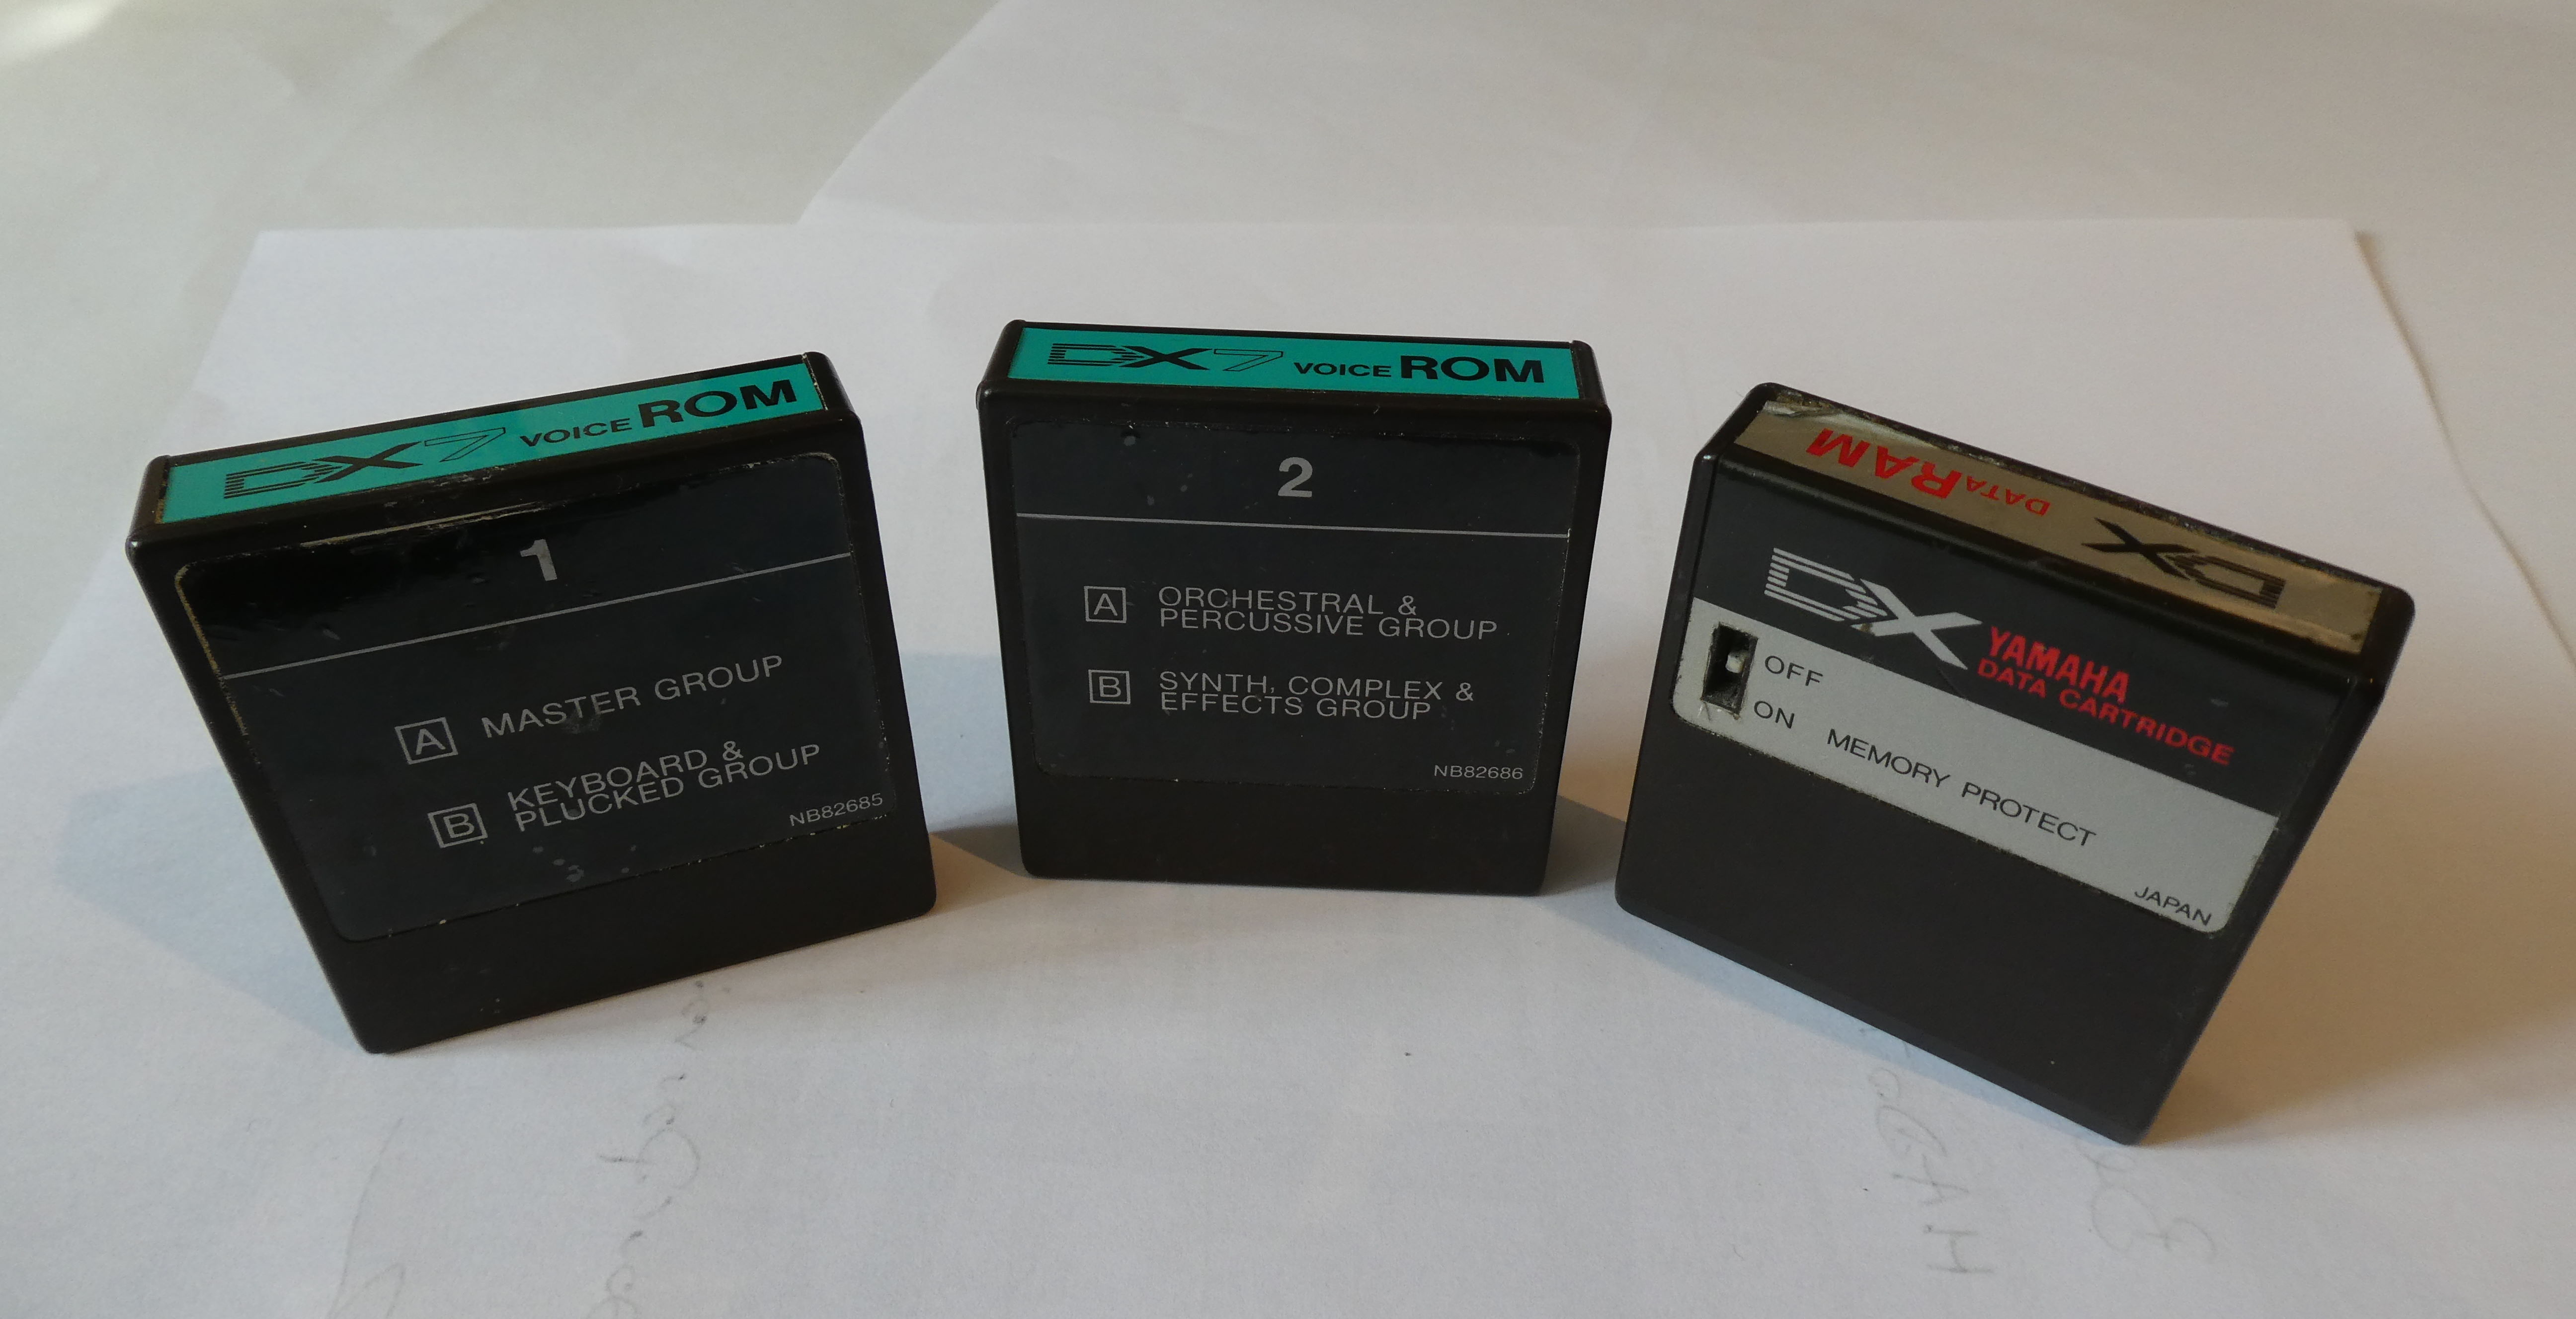 DX7 VOICE ROM
1
A MASTER GROUP
B KEYBOARD &
PLUCKED GROUP
NB82685
DX7 VOICE ROM
2
A ORCHESTRAL &
PERCUSSIVE GROUP
B SYNTH, COMPLEX &
EFFECTS GROUP
NB82686
DX DATA RAM
DX YAMAHA
DATA CARTRIDGE
OFF
ON MEMORY PROTECT
JAPAN